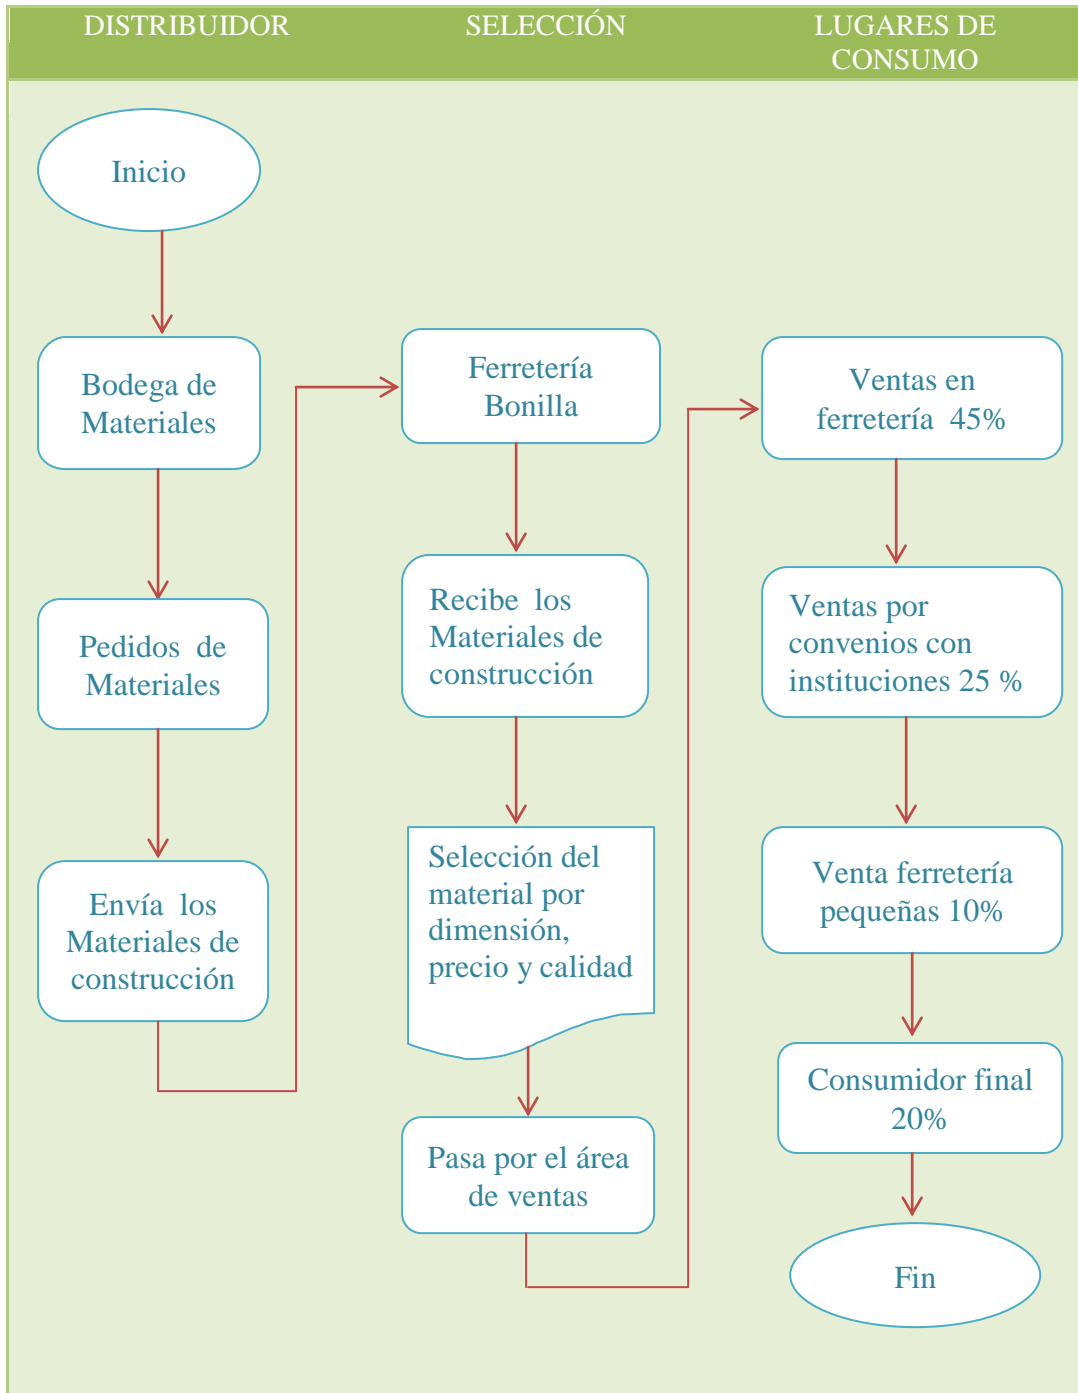 DISTRIBUIDOR
SELECCIÓN
LUGARES DE
CONSUMO
Inicio
Bodega de
Materiales
Pedidos de
Materiales
Envía los
Materiales de
construcción
Ferretería
Bonilla
Recibe los
Materiales de
construcción
Selección del
material por
dimensión,
precio y calidad
Pasa por el área
de ventas
Ventas en
ferretería 45%
Ventas por
convenios con
instituciones 25 %
Venta ferretería
pequeñas 10%
Consumidor final
20%
Fin